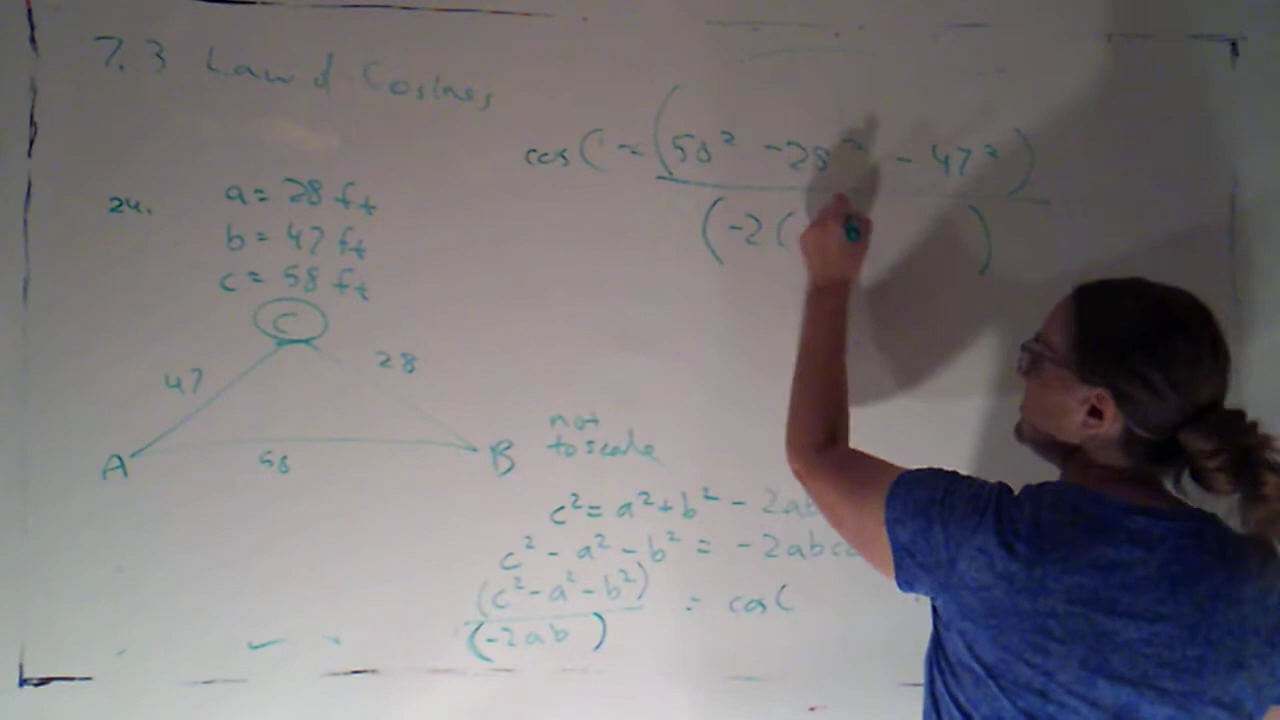 7.3 Law of Cosines
24.
a = 28 ft
b = 47 ft
c = 58 ft
C
47
28
A
58
B
not
to scale
c² = a² + b² - 2ab
c² - a² - b² = -2abco
(c² - a² - b²)
(-2ab)
= cos C
cos C = (58² - 28² - 47²)
(-2( )